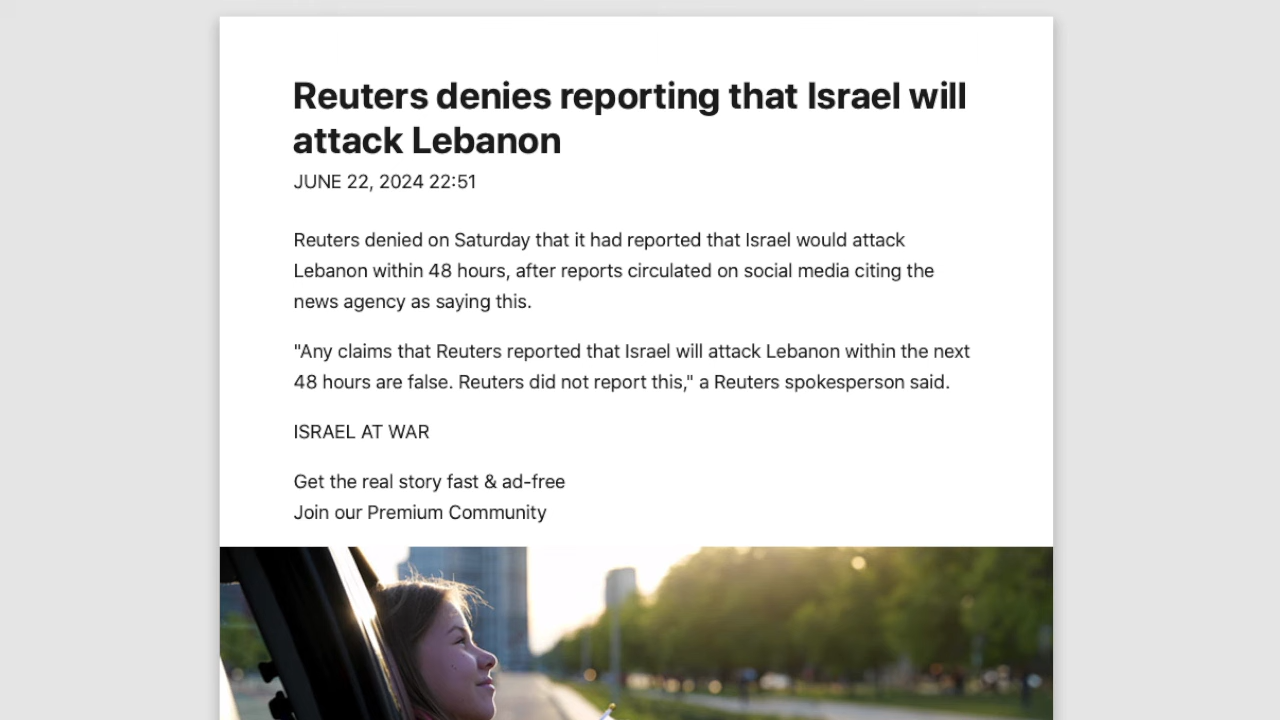 Reuters denies reporting that Israel will
attack Lebanon
JUNE 22, 2024 22:51
Reuters denied on Saturday that it had reported that Israel would attack
Lebanon within 48 hours, after reports circulated on social media citing the
news agency as saying this.
"Any claims that Reuters reported that Israel will attack Lebanon within the next
48 hours are false. Reuters did not report this," a Reuters spokesperson said.
ISRAEL AT WAR
Get the real story fast & ad-free
Join our Premium Community